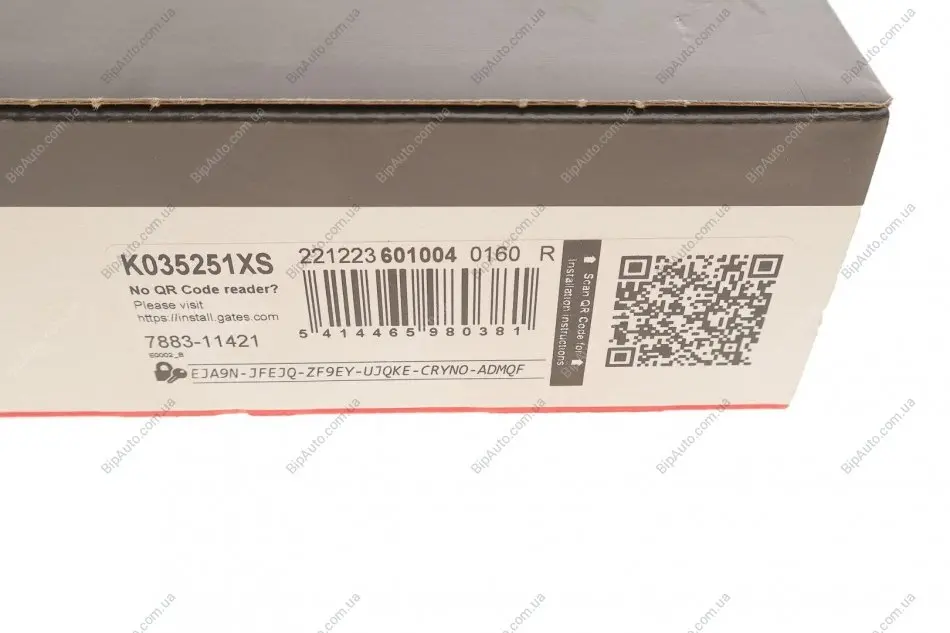 K035251XS
221223 601004 0160 R
No QR Code reader?
Please visit
https://install.gates.com
5 414465 980381
7883-11421
S0002_B
EJA9N-JFEJQ-ZF9EY-UJQKE-CRYNO-ADMQF
Scan QR Code for
Installation instructions
BipAuto.com.ua